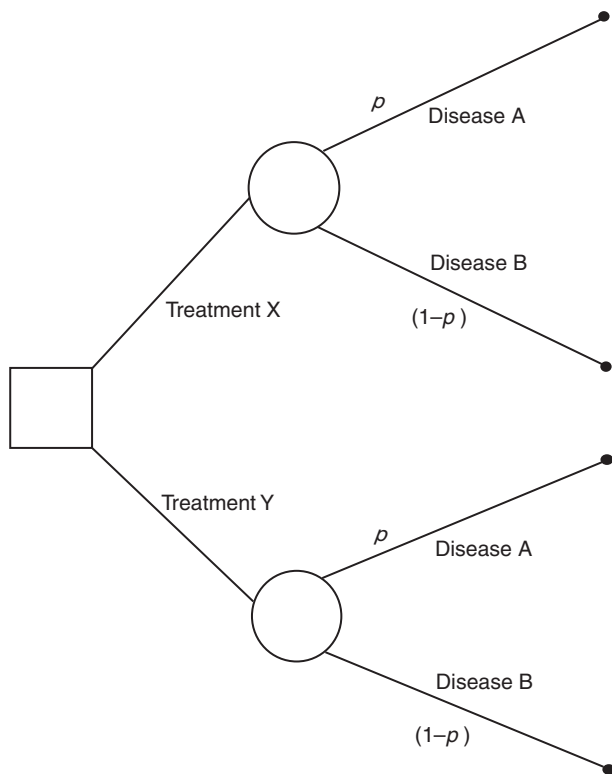 p
Disease A
Disease B
(1–p )
Treatment X
Treatment Y
p
Disease A
Disease B
(1–p )